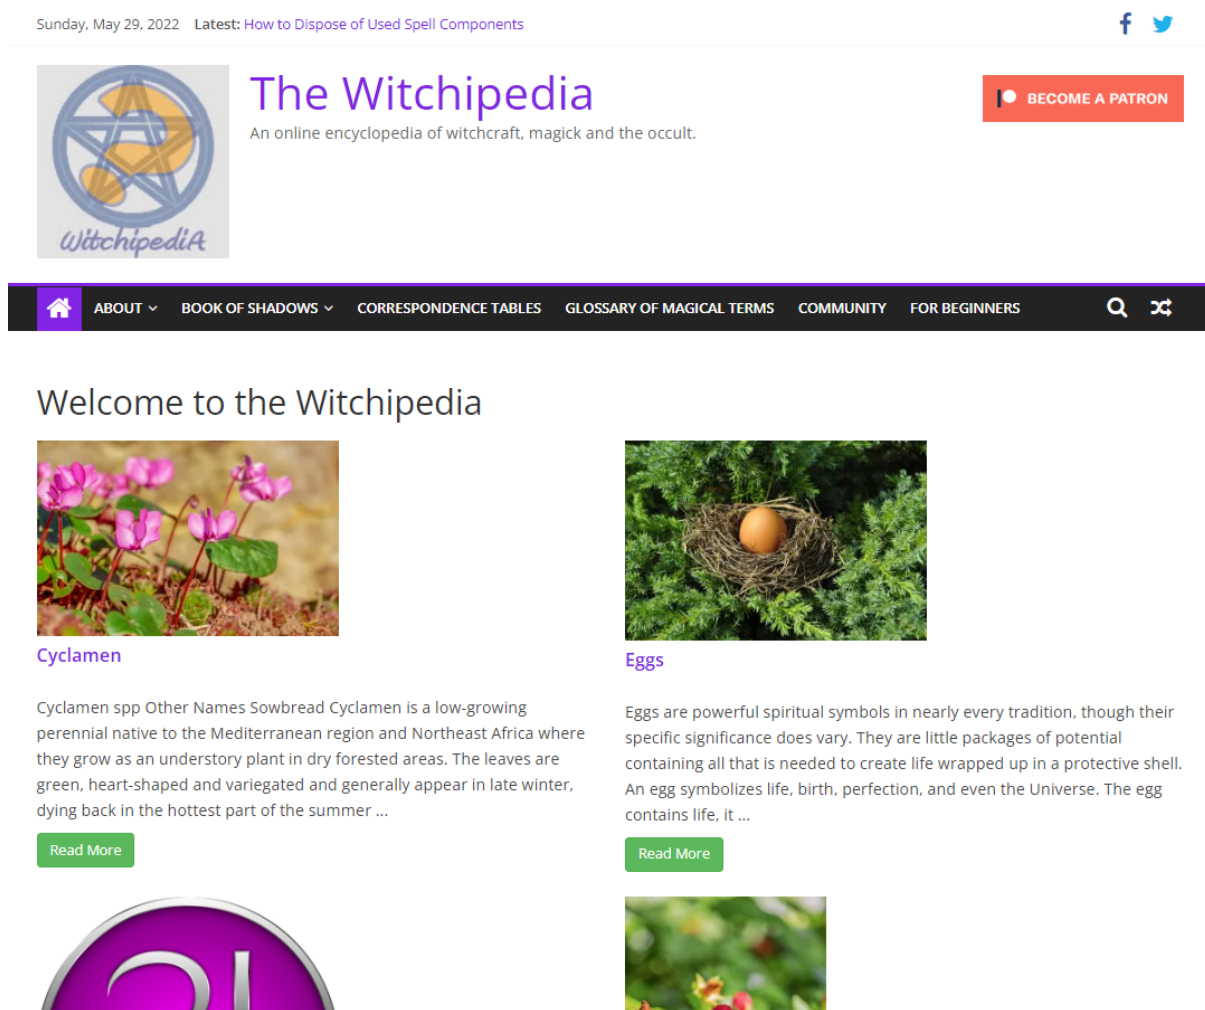 Sunday, May 29, 2022 Latest: How to Dispose of Used Spell Components
WitchipediA
The Witchipedia
An online encyclopedia of witchcraft, magick and the occult.
BECOME A PATRON
ABOUT BOOK OF SHADOWS CORRESPONDENCE TABLES GLOSSARY OF MAGICAL TERMS COMMUNITY FOR BEGINNERS
Welcome to the Witchipedia
Cyclamen
Cyclamen spp Other Names Sowbread Cyclamen is a low-growing
perennial native to the Mediterranean region and Northeast Africa where
they grow as an understory plant in dry forested areas. The leaves are
green, heart-shaped and variegated and generally appear in late winter,
dying back in the hottest part of the summer ...
Read More
Eggs
Eggs are powerful spiritual symbols in nearly every tradition, though their
specific significance does vary. They are little packages of potential
containing all that is needed to create life wrapped up in a protective shell.
An egg symbolizes life, birth, perfection, and even the Universe. The egg
contains life, it ...
Read More